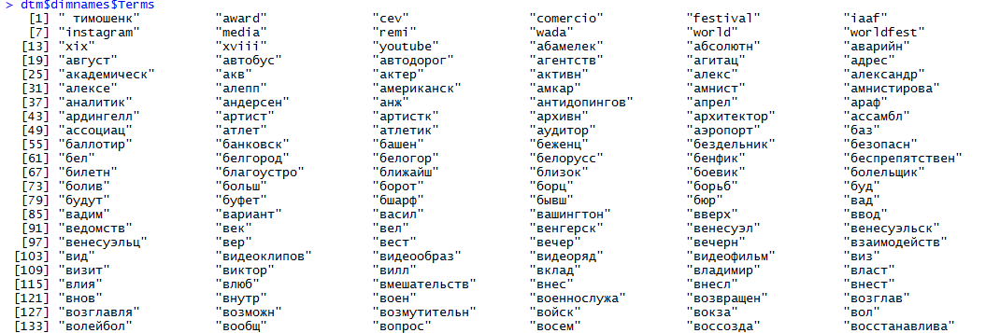 > dtm$dimnames$Terms
[1] " тимошенк" "award" "cev" "comercio" "festival" "iaaf"
[7] "instagram" "media" "remi" "wada" "world" "worldfest"
[13] "xix" "xviii" "youtube" "абамелек" "абсолютн" "аварийн"
[19] "август" "автобус" "автодорог" "агентств" "агитац" "адрес"
[25] "академическ" "акв" "актер" "активн" "алекс" "александр"
[31] "алексе" "алепп" "американск" "амкар" "амнист" "амнистирова"
[37] "аналитик" "андерсен" "анж" "антидопингов" "апрел" "араф"
[43] "ардингелл" "артист" "артистк" "архивн" "архитектор" "ассамбл"
[49] "ассоциац" "атлет" "атлетик" "аудитор" "аэропорт" "баз"
[55] "баллотир" "банковск" "башен" "беженц" "бездельник" "безопасн"
[61] "бел" "белгород" "белогор" "белорусс" "бенфик" "беспрепятствен"
[67] "билетн" "благоустро" "ближайш" "близок" "боевик" "болельщик"
[73] "болив" "больш" "борот" "борц" "борьб" "буд"
[79] "будут" "буфет" "бшарф" "бывш" "бюр" "вад"
[85] "вадим" "вариант" "васил" "вашингтон" "вверх" "ввод"
[91] "ведомств" "век" "вел" "венгерск" "венесуэл" "венесуэльск"
[97] "венесуэльц" "вер" "вест" "вечер" "вечерн" "взаимодейств"
[103] "вид" "видеоклипов" "видеообраз" "видеоряд" "видеофильм" "виз"
[109] "визит" "виктор" "вилл" "вклад" "владимир" "власт"
[115] "влия" "влюб" "вмешательств" "внес" "внесл" "внест"
[121] "внов" "внутр" "воен" "военнослужа" "возвращен" "возглав"
[127] "возглавля" "возможн" "возмутительн" "войск" "вокза" "вол"
[133] "волейбол" "вообщ" "вопрос" "восем" "воссозда" "восстанавлива"